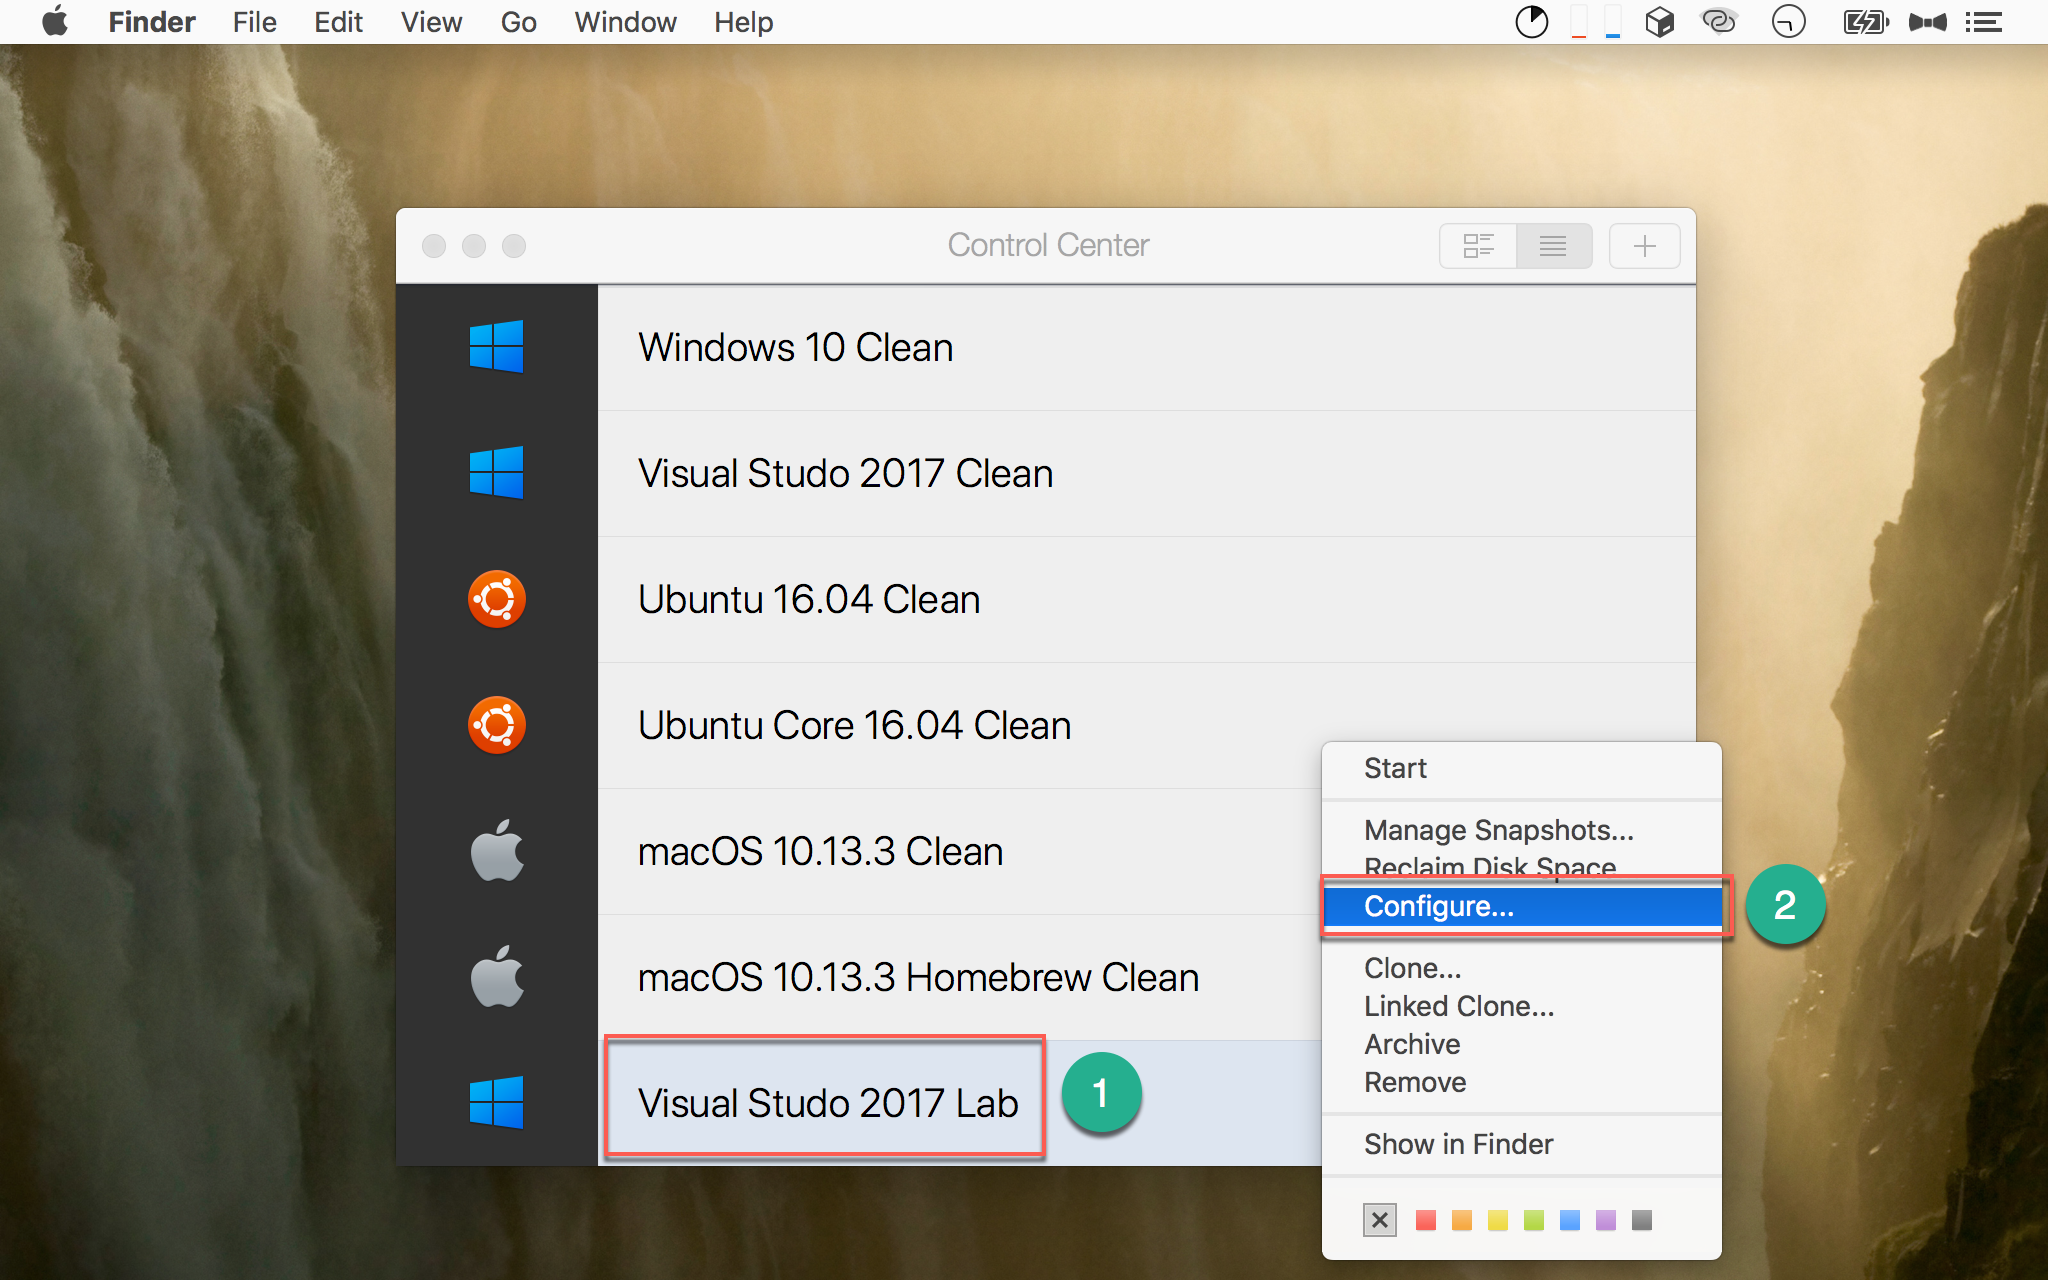 Finder File Edit View Go Window Help
Control Center
Windows 10 Clean
Visual Studo 2017 Clean
Ubuntu 16.04 Clean
Ubuntu Core 16.04 Clean
macOS 10.13.3 Clean
macOS 10.13.3 Homebrew Clean
Visual Studo 2017 Lab
1
Start
Manage Snapshots...
Reclaim Disk Space
Configure...
2
Clone...
Linked Clone...
Archive
Remove
Show in Finder